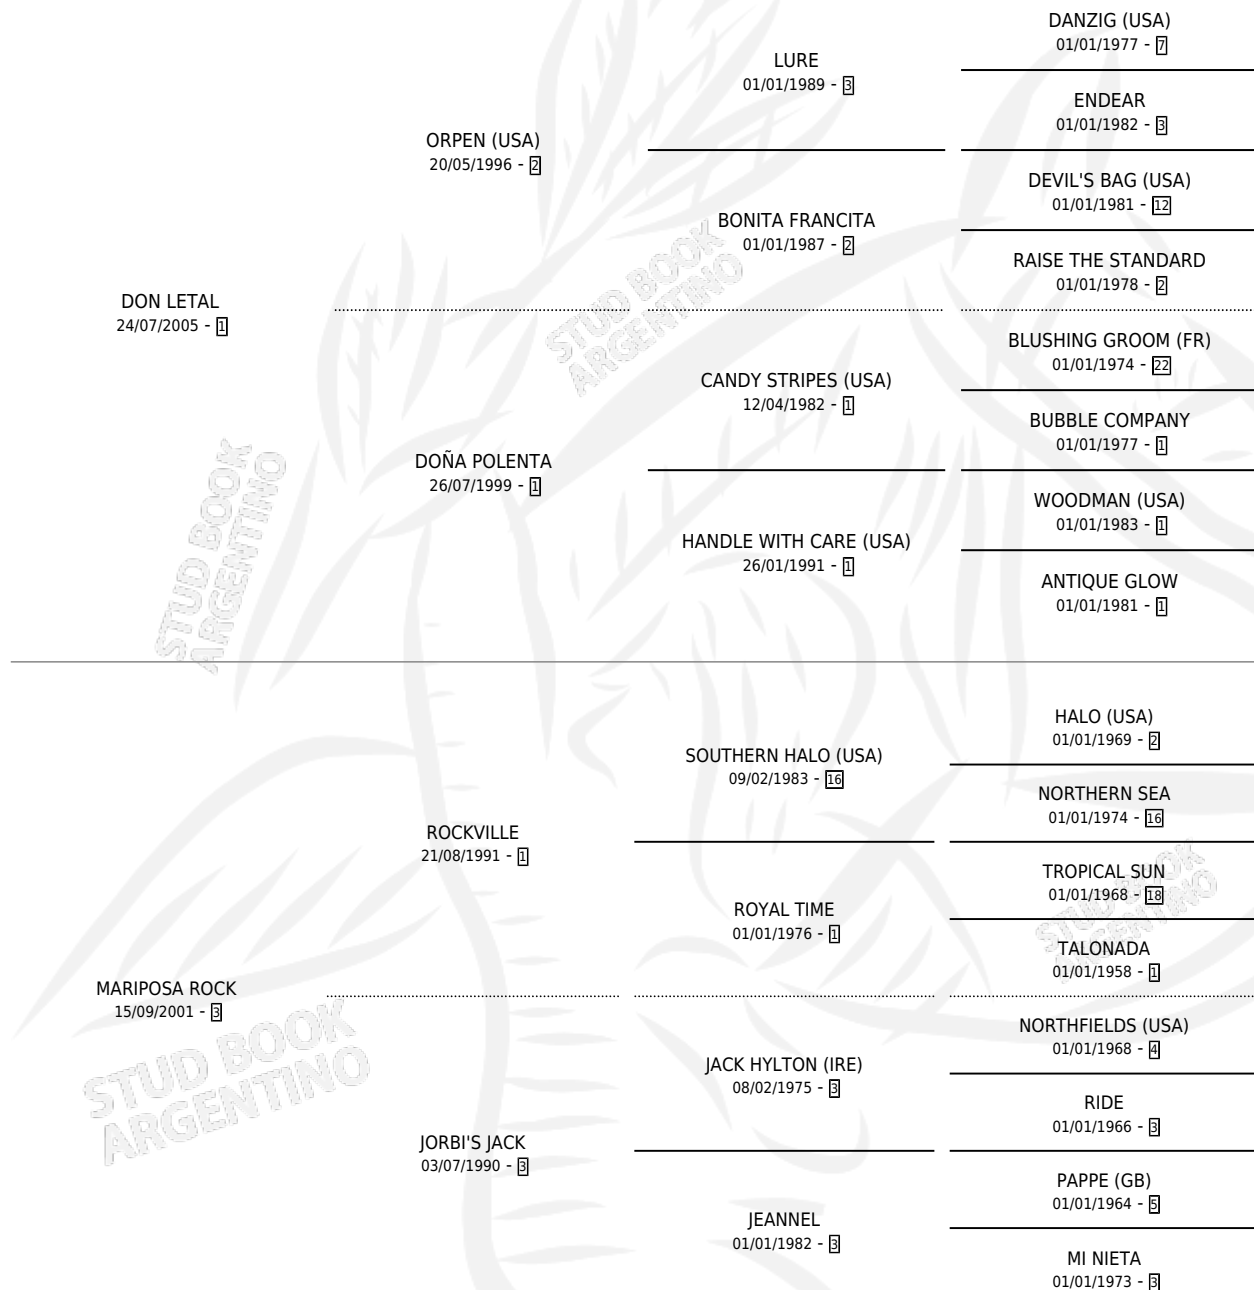 DON LETAL
24/07/2005 - 1
ORPEN (USA)
20/05/1996 - 2
DOÑA POLENTA
26/07/1999 - 1
LURE
01/01/1989 - 3
BONITA FRANCITA
01/01/1987 - 2
CANDY STRIPES (USA)
12/04/1982 - 1
HANDLE WITH CARE (USA)
26/01/1991 - 1
DANZIG (USA)
01/01/1977 - 7
ENDEAR
01/01/1982 - 3
DEVIL'S BAG (USA)
01/01/1981 - 12
RAISE THE STANDARD
01/01/1978 - 2
BLUSHING GROOM (FR)
01/01/1974 - 22
BUBBLE COMPANY
01/01/1977 - 1
WOODMAN (USA)
01/01/1983 - 1
ANTIQUE GLOW
01/01/1981 - 1
MARIPOSA ROCK
15/09/2001 - 3
ROCKVILLE
21/08/1991 - 1
JORBI'S JACK
03/07/1990 - 3
SOUTHERN HALO (USA)
09/02/1983 - 16
ROYAL TIME
01/01/1976 - 1
JACK HYLTON (IRE)
08/02/1975 - 3
JEANNEL
01/01/1982 - 3
HALO (USA)
01/01/1969 - 2
NORTHERN SEA
01/01/1974 - 16
TROPICAL SUN
01/01/1968 - 18
TALONADA
01/01/1958 - 1
NORTHFIELDS (USA)
01/01/1968 - 4
RIDE
01/01/1966 - 3
PAPPE (GB)
01/01/1964 - 5
MI NIETA
01/01/1973 - 3
STUD BOOK
ARGENTINO
STUD BOOK
ARGENTINO
STUD BOOK
ARGENTINO
STUD BOOK
ARGENTINO